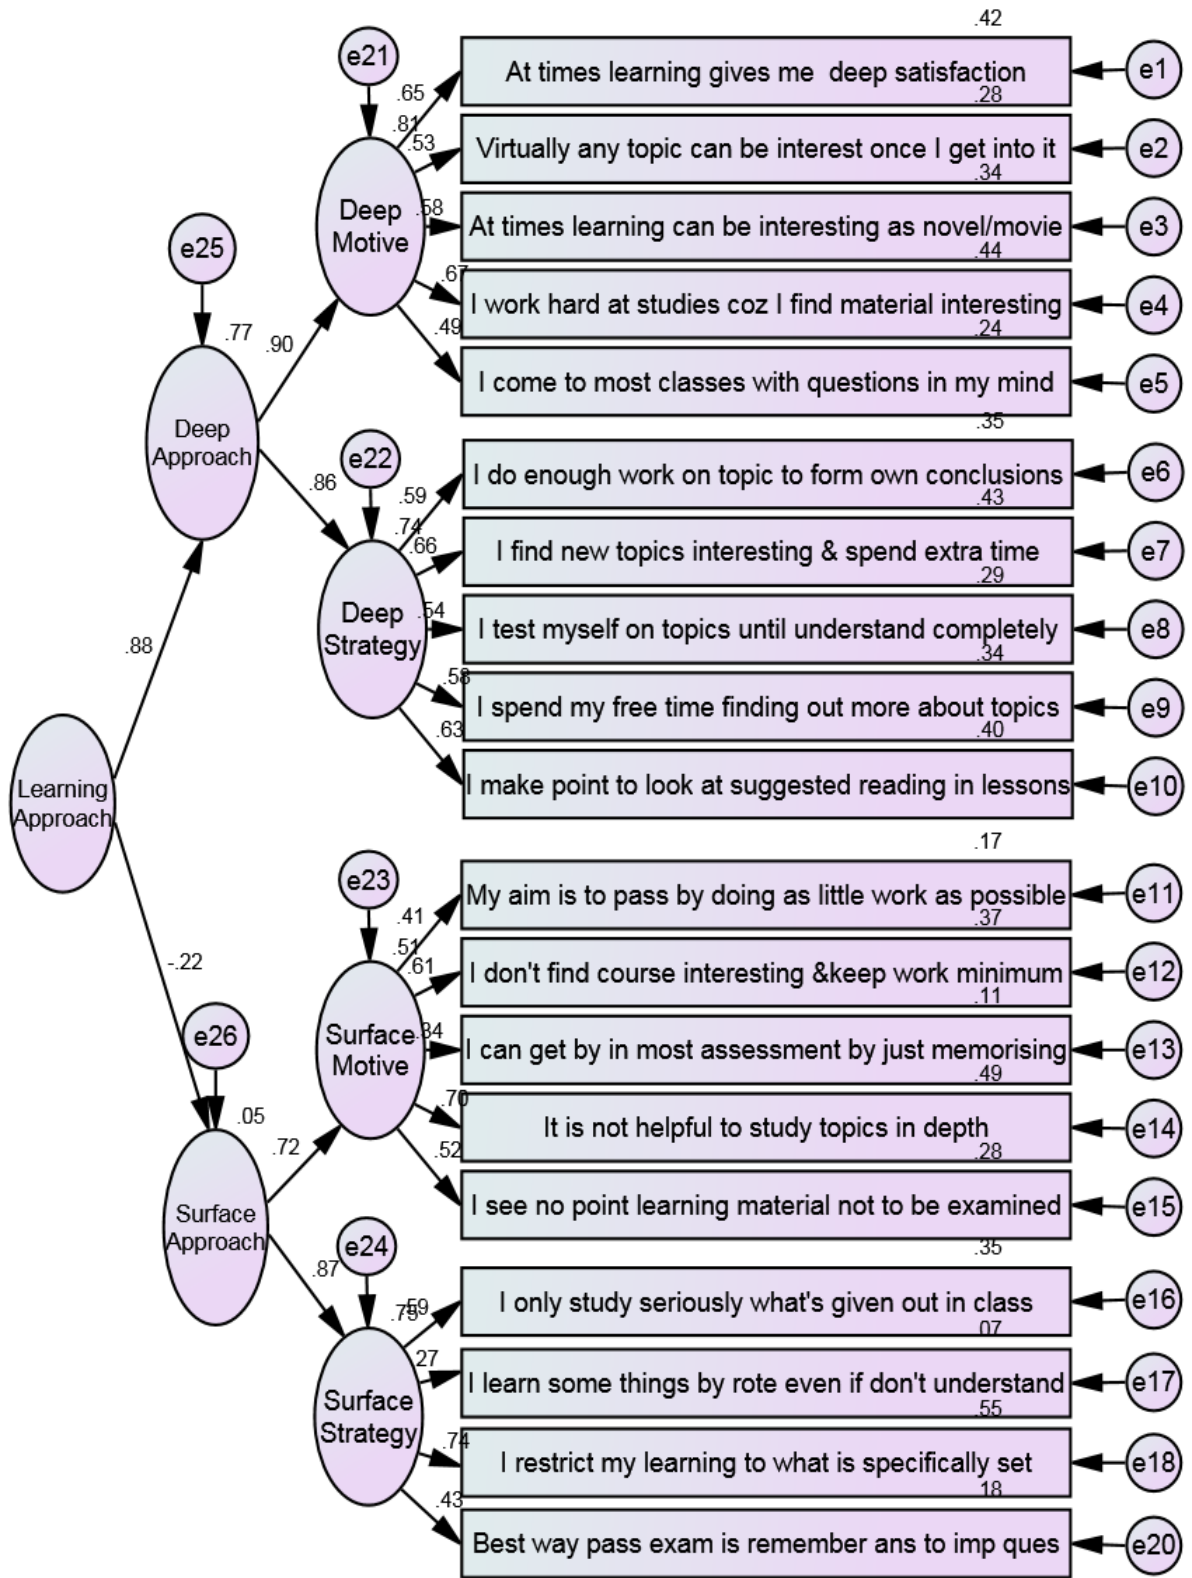 .42
e21
At times learning gives me deep satisfaction
e1
.65
.28
.81
.53
Virtually any topic can be interest once I get into it
e2
.34
Deep
Motive
.58
At times learning can be interesting as novel/movie
e3
.44
e25
.67
I work hard at studies coz I find material interesting
e4
.24
.77
.90
.49
I come to most classes with questions in my mind
e5
.35
Deep
Approach
e22
.86
.59
I do enough work on topic to form own conclusions
e6
.43
.74
.66
I find new topics interesting & spend extra time
e7
.29
Deep
Strategy
.54
I test myself on topics until understand completely
e8
.34
.88
.58
I spend my free time finding out more about topics
e9
.40
.63
I make point to look at suggested reading in lessons
e10
Learning
Approach
.17
e23
My aim is to pass by doing as little work as possible
e11
.41
.37
.51
.61
I don't find course interesting &keep work minimum
e12
.11
-.22
e26
Surface
Motive
.34
I can get by in most assessment by just memorising
e13
.49
.05
.72
.70
It is not helpful to study topics in depth
e14
.28
.52
I see no point learning material not to be examined
e15
.35
Surface
Approach
e24
.87
.75
.59
I only study seriously what's given out in class
e16
.07
.27
I learn some things by rote even if don't understand
e17
.55
Surface
Strategy
.74
I restrict my learning to what is specifically set
e18
.18
.43
Best way pass exam is remember ans to imp ques
e20